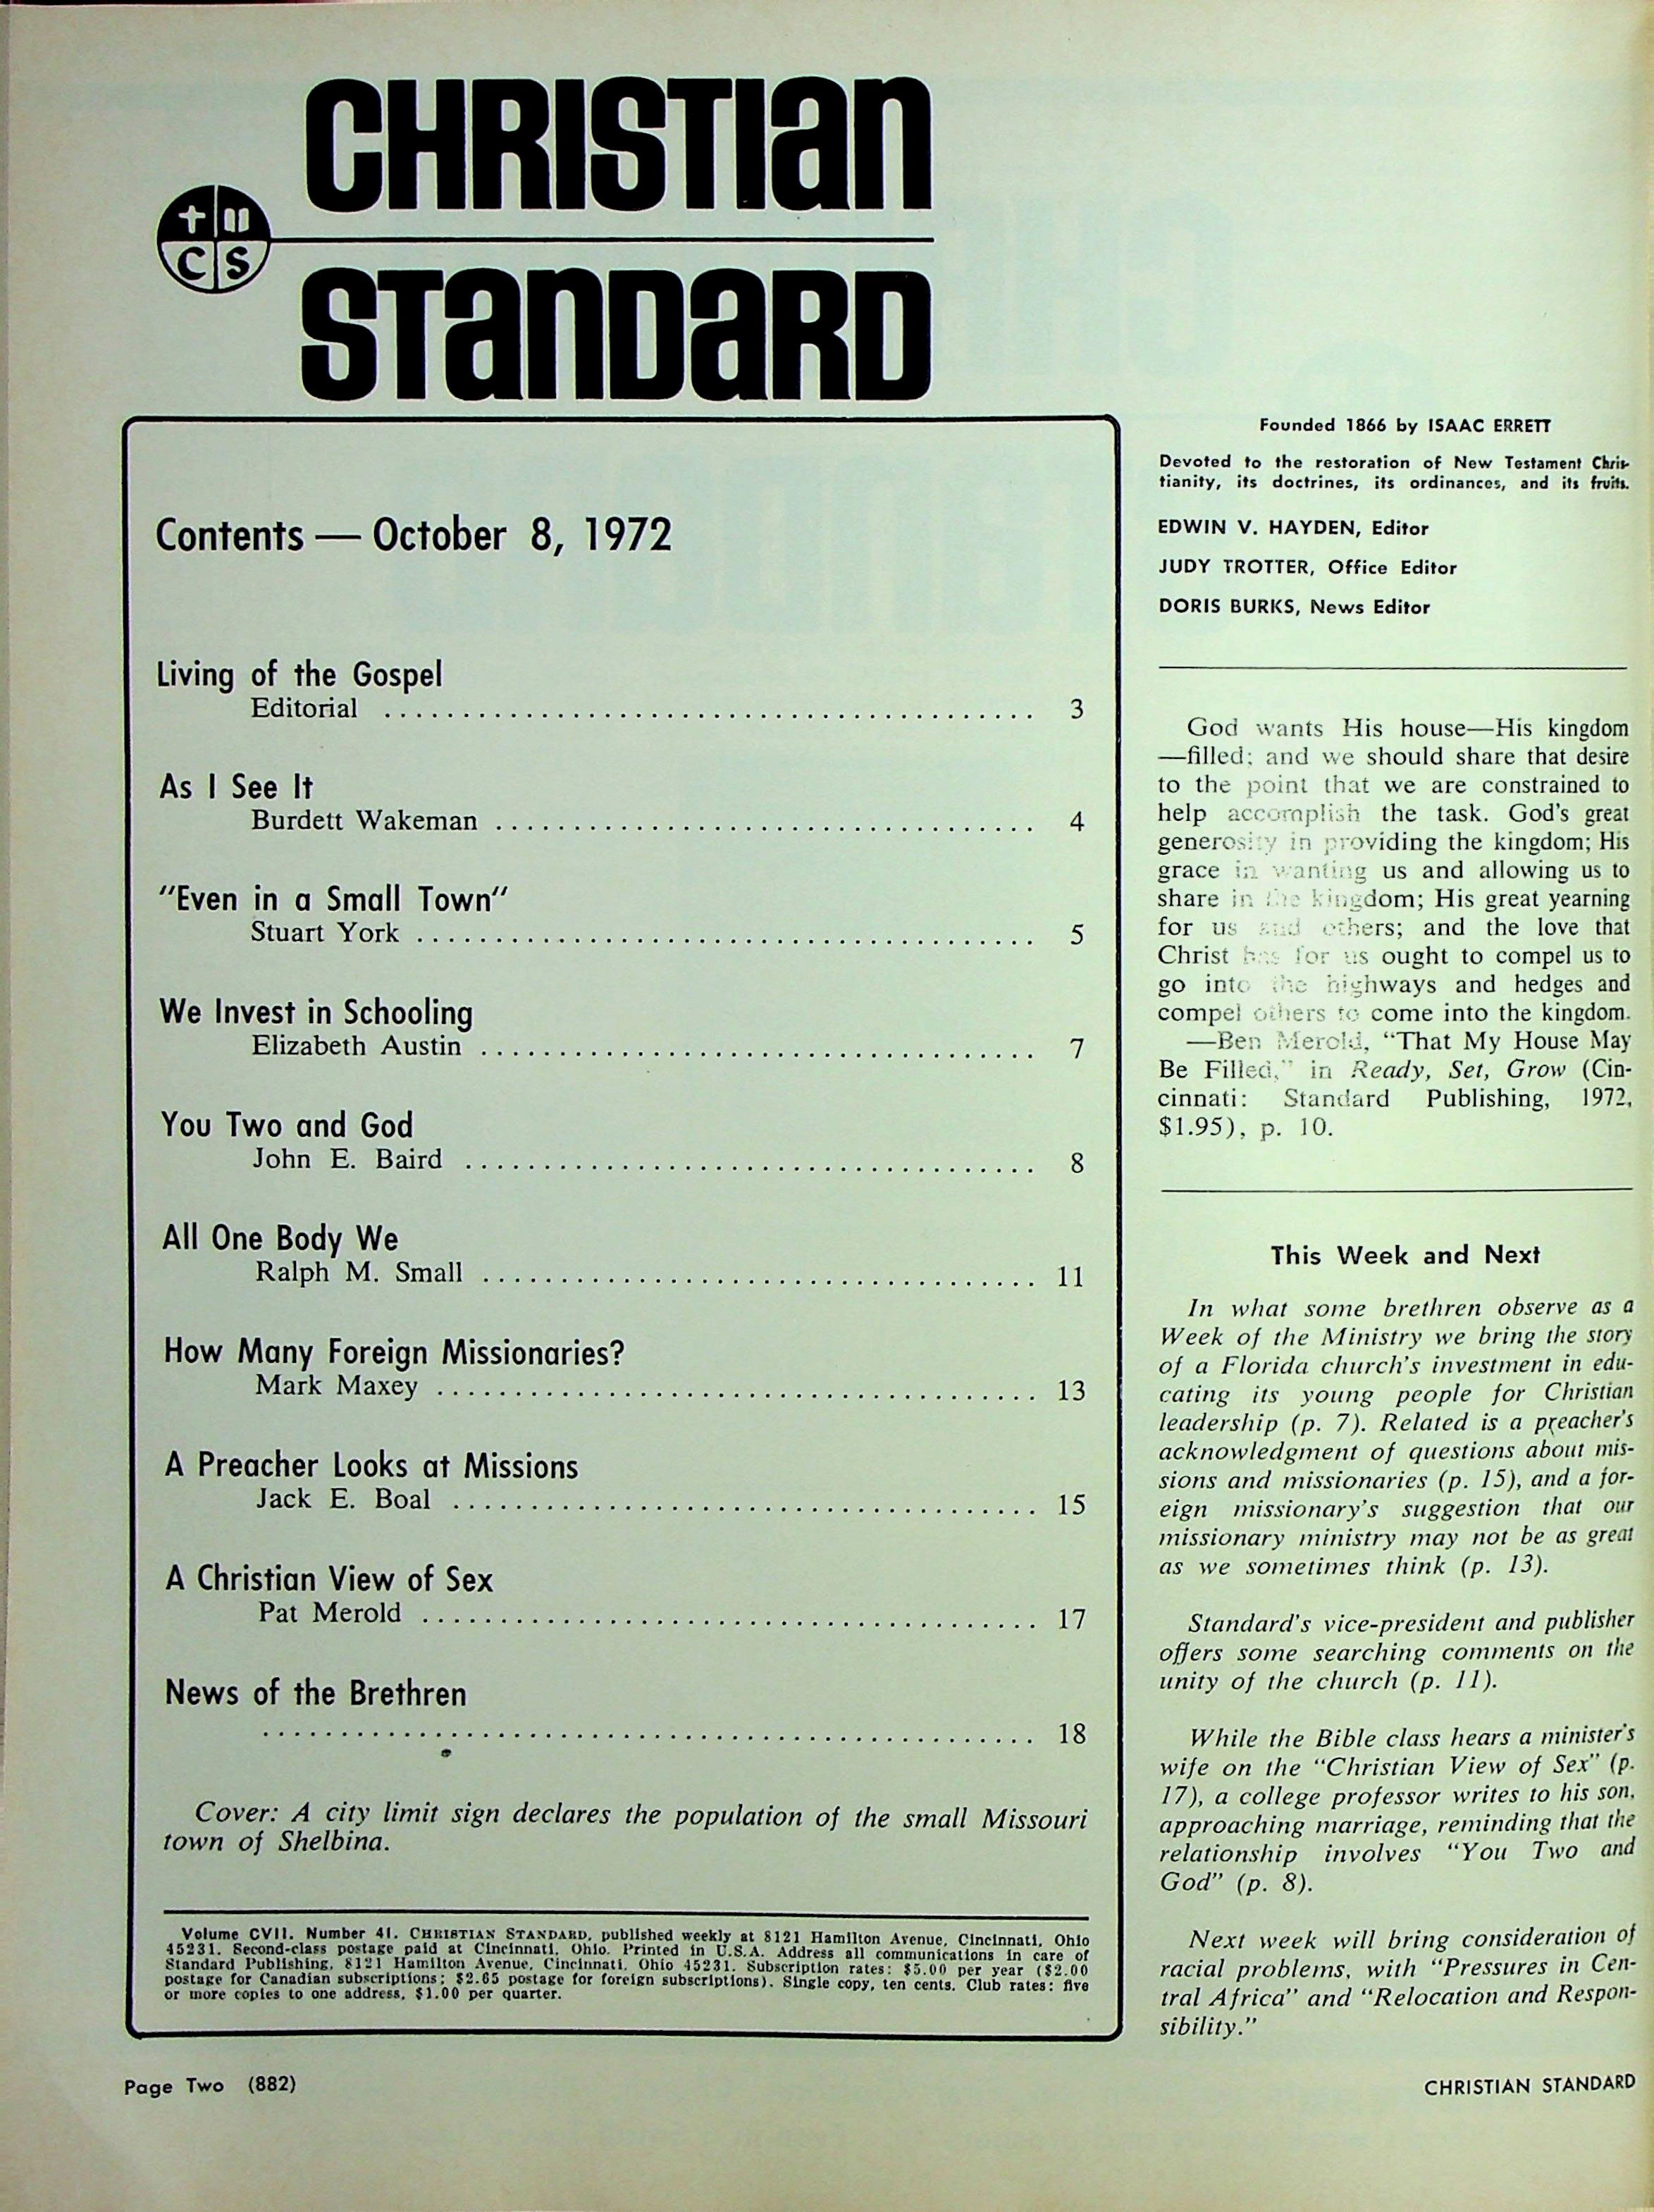 CHRISTIAN
STANDARD
C S
Contents — October 8, 1972
Living of the Gospel
Editorial ........................................ 3
As I See It
Burdett Wakeman ........................................ 4
"Even in a Small Town"
Stuart York ........................................ 5
We Invest in Schooling
Elizabeth Austin ........................................ 7
You Two and God
John E. Baird ........................................ 8
All One Body We
Ralph M. Small ........................................ 11
How Many Foreign Missionaries?
Mark Maxey ........................................ 13
A Preacher Looks at Missions
Jack E. Boal ........................................ 15
A Christian View of Sex
Pat Merold ........................................ 17
News of the Brethren
........................................ 18
Cover: A city limit sign declares the population of the small Missouri
town of Shelbina.
Volume CVII. Number 41. CHRISTIAN STANDARD, published weekly at 8121 Hamilton Avenue, Cincinnati, Ohio
45231. Second-class postage paid at Cincinnati, Ohio. Printed in U.S.A. Address all communications in care of
Standard Publishing, 8121 Hamilton Avenue, Cincinnati, Ohio 45231. Subscription rates: $5.00 per year ($2.00
postage for Canadian subscriptions; $2.65 postage for foreign subscriptions). Single copy, ten cents. Club rates: five
or more copies to one address, $1.00 per quarter.
Founded 1866 by ISAAC ERRETT
Devoted to the restoration of New Testament Chris-
tianity, its doctrines, its ordinances, and its fruits.
EDWIN V. HAYDEN, Editor
JUDY TROTTER, Office Editor
DORIS BURKS, News Editor
God wants His house—His kingdom
—filled; and we should share that desire
to the point that we are constrained to
help accomplish the task. God's great
generosity in providing the kingdom; His
grace in wanting us and allowing us to
share in the kingdom; His great yearning
for us and others; and the love that
Christ has for us ought to compel us to
go into the highways and hedges and
compel others to come into the kingdom.
—Ben Merold, "That My House May
Be Filled," in Ready, Set, Grow (Cin-
cinnati: Standard Publishing, 1972,
$1.95), p. 10.
This Week and Next
In what some brethren observe as a
Week of the Ministry we bring the story
of a Florida church's investment in edu-
cating its young people for Christian
leadership (p. 7). Related is a preacher's
acknowledgment of questions about mis-
sions and missionaries (p. 15), and a for-
eign missionary's suggestion that our
missionary ministry may not be as great
as we sometimes think (p. 13).
Standard's vice-president and publisher
offers some searching comments on the
unity of the church (p. 11).
While the Bible class hears a minister's
wife on the "Christian View of Sex" (p.
17), a college professor writes to his son,
approaching marriage, reminding that the
relationship involves "You Two and
God" (p. 8).
Next week will bring consideration of
racial problems, with "Pressures in Cen-
tral Africa" and "Relocation and Respon-
sibility."
Page Two (882)
CHRISTIAN STANDARD